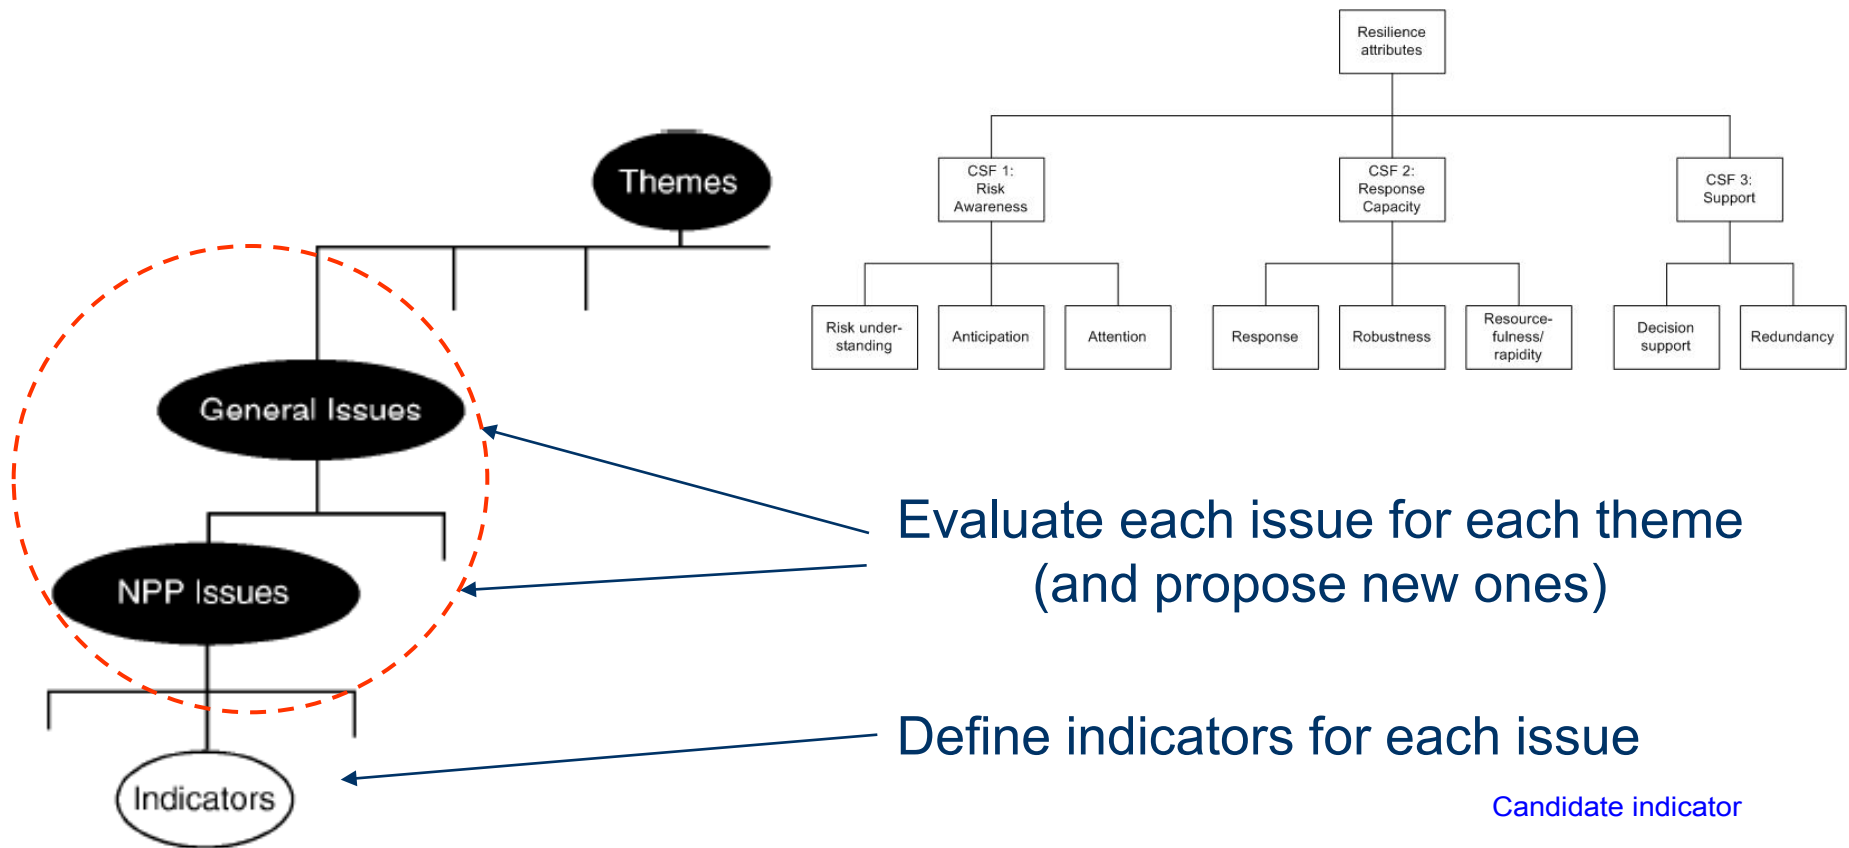 Resilience
attributes
CSF 1:
Risk
Awareness
CSF 2:
Response
Capacity
CSF 3:
Support
Risk under-
standing
Anticipation
Attention
Response
Robustness
Resource-
fulness/
rapidity
Decision
support
Redundancy
Themes
General Issues
NPP Issues
Indicators
Evaluate each issue for each theme
(and propose new ones)
Define indicators for each issue
Candidate indicator